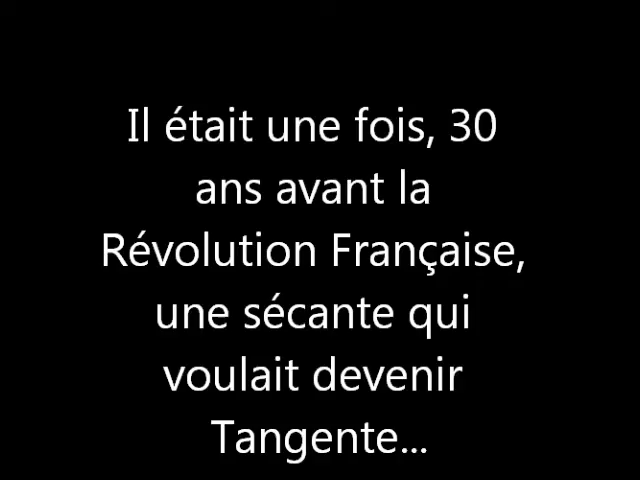 Il était une fois, 30
ans avant la
Révolution Française,
une sécante qui
voulait devenir
Tangente...